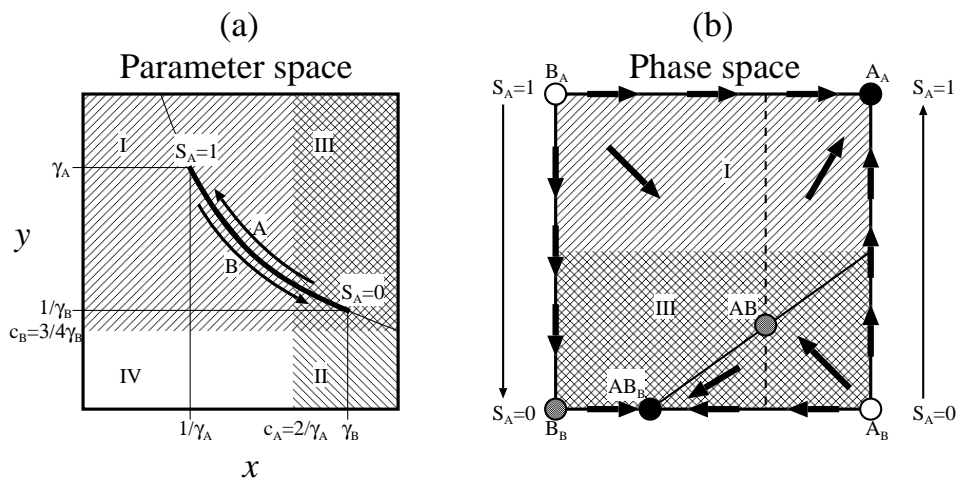 (a)
Parameter space
I
III
S_A=1
γ_A
A
B
y
S_A=0
1/γ_B
c_B=3/4γ_B
IV
II
1/γ_A
c_A=2/γ_A
γ_B
x
(b)
Phase space
B_A
A_A
S_A=1
S_A=1
I
AB
III
AB_B
S_A=0
S_A=0
B_B
A_B